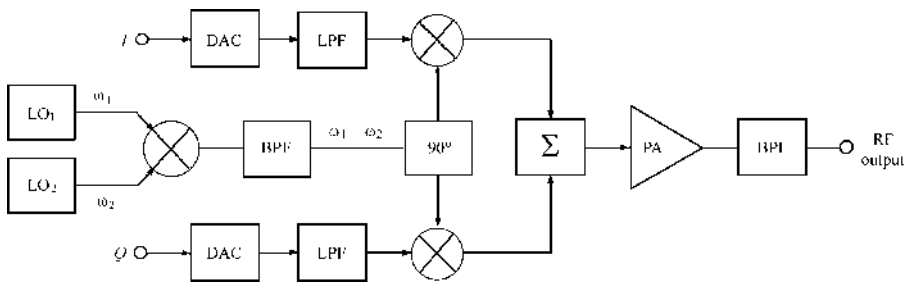 I
DAC
LPF
LO₁
ω₁
BPF
ω₁ ω₂
90°
Σ
PA
BPF
RF
output
LO₂
ω₂
Q
DAC
LPF